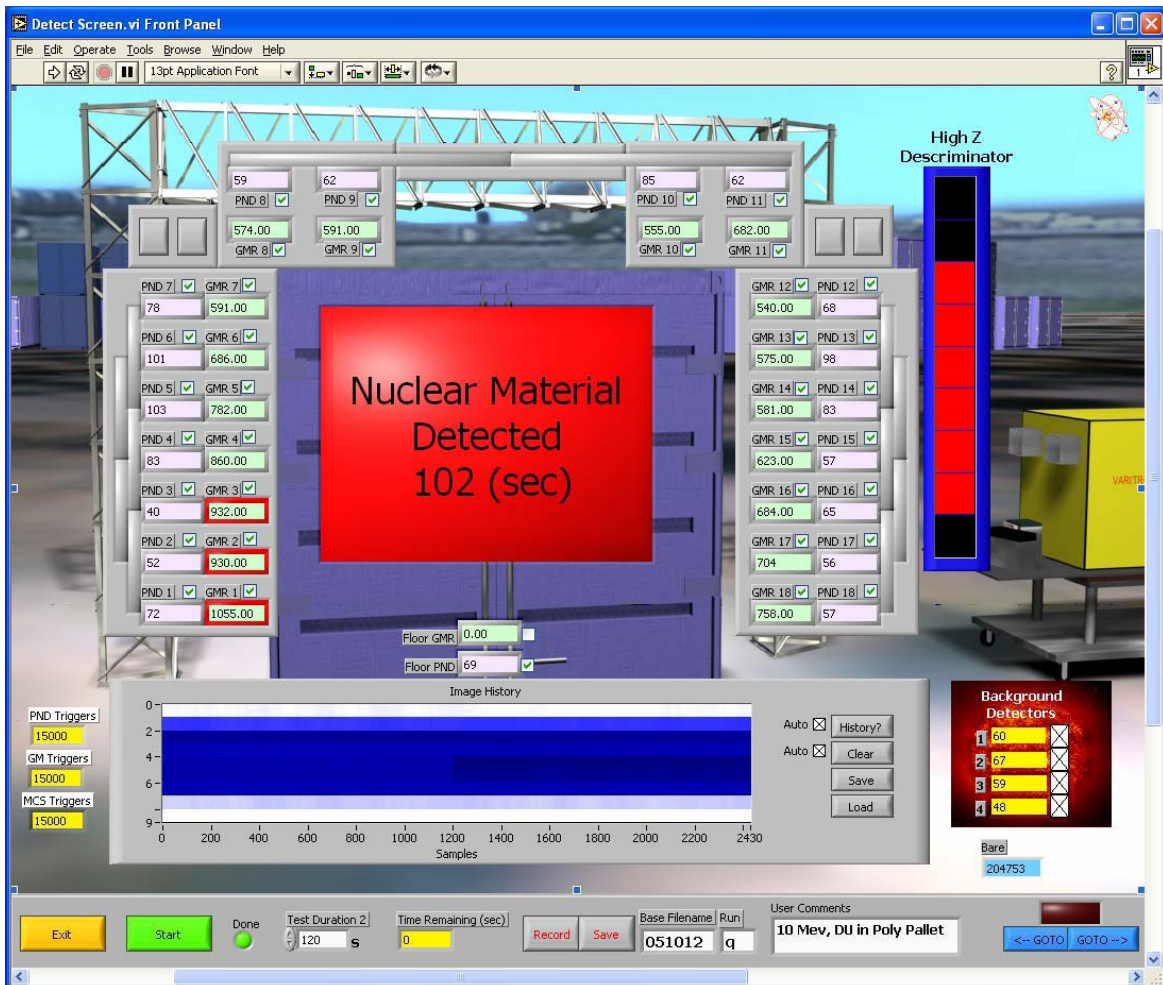 Detect Screen.vi Front Panel
File Edit Operate Tools Browse Window Help
13pt Application Font
?
1
59 62 85 62
PND 8 PND 9 PND 10 PND 11
574.00 591.00 555.00 682.00
GMR 8 GMR 9 GMR 10 GMR 11
High Z
Descriminator
PND 7 GMR 7 GMR 12 PND 12
78 591.00 540.00 68
PND 6 GMR 6 GMR 13 PND 13
101 686.00 575.00 98
PND 5 GMR 5 GMR 14 PND 14
103 782.00 581.00 83
PND 4 GMR 4 GMR 15 PND 15
83 860.00 623.00 57
PND 3 GMR 3 GMR 16 PND 16
40 932.00 684.00 65
PND 2 GMR 2 GMR 17 PND 17
52 930.00 704 56
PND 1 GMR 1 GMR 18 PND 18
72 1055.00 758.00 57
Nuclear Material
Detected
102 (sec)
Floor GMR 0.00
Floor PND 69
PND Triggers
15000
GM Triggers
15000
MCS Triggers
15000
Image History
0
2
4
6
9
0 200 400 600 800 1000 1200 1400 1600 1800 2000 2200 2430
Samples
Auto History?
Auto Clear
Save
Load
Background
Detectors
1 60
2 67
3 59
4 48
Bare
204753
Exit
Start
Done
Test Duration 2
120 s
Time Remaining (sec)
0
Record
Save
Base Filename Run
051012 q
User Comments
10 Mev, DU in Poly Pallet
<-- GOTO GOTO -->